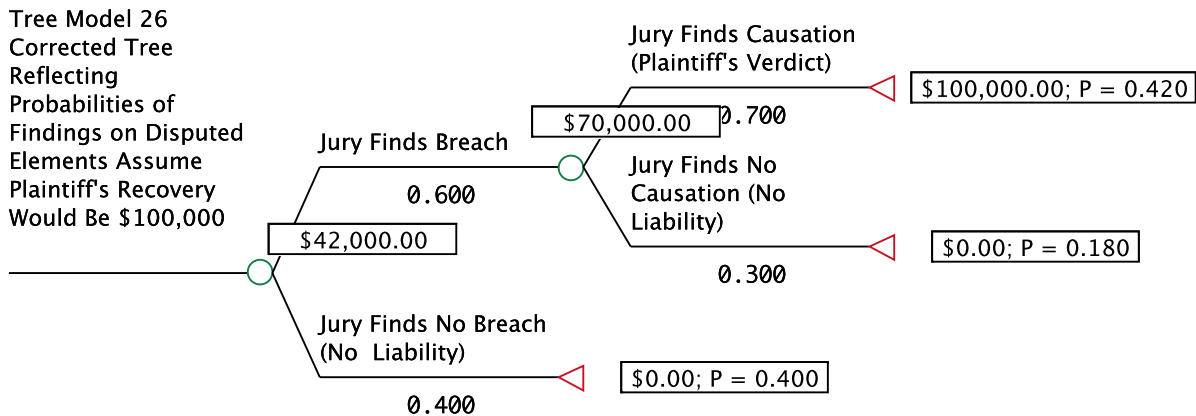 Tree Model 26
Corrected Tree
Reflecting
Probabilities of
Findings on Disputed
Elements Assume
Plaintiff's Recovery
Would Be $100,000
Jury Finds Causation
(Plaintiff's Verdict)
$100,000.00; P = 0.420
0.700
$70,000.00
Jury Finds Breach
0.600
Jury Finds No
Causation (No
Liability)
$0.00; P = 0.180
0.300
$42,000.00
Jury Finds No Breach
(No  Liability)
$0.00; P = 0.400
0.400